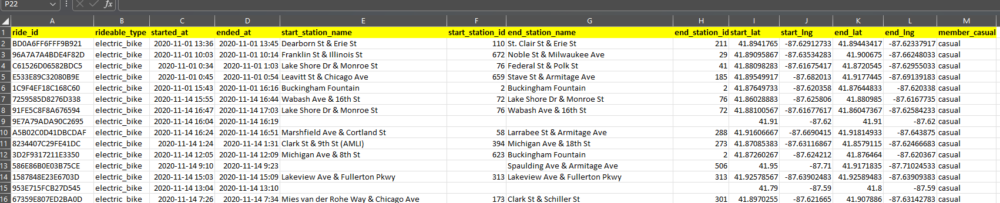 P22 fx
A B C D E F G H I J K L M
1 ride_id rideable_type started_at ended_at start_station_name start_station_id end_station_name end_station_id start_lat start_lng end_lat end_lng member_casual
2 BD0A6FF6FFF9B921 electric_bike 2020-11-01 13:36 2020-11-01 13:45 Dearborn St & Erie St 110 St. Clair St & Erie St 211 41.8941765 -87.62912733 41.89443417 -87.62337917 casual
3 96A7A7A4BDE4F82D electric_bike 2020-11-01 10:03 2020-11-01 10:14 Franklin St & Illinois St 672 Noble St & Milwaukee Ave 29 41.89095867 -87.63534283 41.900675 -87.66248033 casual
4 C61526D06582BDC5 electric_bike 2020-11-01 0:34 2020-11-01 1:03 Lake Shore Dr & Monroe St 76 Federal St & Polk St 41 41.88098283 -87.61675417 41.8720545 -87.62955033 casual
5 E533E89C32080B9E electric_bike 2020-11-01 0:45 2020-11-01 0:54 Leavitt St & Chicago Ave 659 Stave St & Armitage Ave 185 41.89549917 -87.682013 41.9177445 -87.69139183 casual
6 1C9F4EF18C168C60 electric_bike 2020-11-01 15:43 2020-11-01 16:16 Buckingham Fountain 2 Buckingham Fountain 2 41.87649733 -87.620358 41.87644833 -87.620338 casual
7 7259585D8276D338 electric_bike 2020-11-14 15:55 2020-11-14 16:44 Wabash Ave & 16th St 72 Lake Shore Dr & Monroe St 76 41.86028883 -87.625806 41.880985 -87.6167735 casual
8 91FE5C8F8A676594 electric_bike 2020-11-14 16:47 2020-11-14 17:03 Lake Shore Dr & Monroe St 76 Wabash Ave & 16th St 72 41.88100567 -87.61677617 41.86047367 -87.62584233 casual
9 9E7A79ADA90C2695 electric_bike 2020-11-14 16:04 2020-11-14 16:19 41.91 -87.62 41.91 -87.62 casual
10 A5B02C0D41DBCDAF electric_bike 2020-11-14 16:24 2020-11-14 16:51 Marshfield Ave & Cortland St 58 Larrabee St & Armitage Ave 288 41.91606667 -87.6690415 41.91814933 -87.643875 casual
11 8234407C29FE41DC electric_bike 2020-11-14 1:24 2020-11-14 1:31 Clark St & 9th St (AMLI) 394 Michigan Ave & 18th St 273 41.87085383 -87.63116867 41.8579115 -87.62466683 casual
12 3D2F9317211E3350 electric_bike 2020-11-14 12:05 2020-11-14 12:09 Michigan Ave & 8th St 623 Buckingham Fountain 2 41.87260267 -87.624212 41.876464 -87.620367 casual
13 586E86B0E03B75CE electric_bike 2020-11-14 9:10 2020-11-14 9:23 Spaulding Ave & Armitage Ave 506 41.95 -87.71 41.9171835 -87.71024533 casual
14 1587848E23E6703D electric_bike 2020-11-14 15:03 2020-11-14 15:09 Lakeview Ave & Fullerton Pkwy 313 Lakeview Ave & Fullerton Pkwy 313 41.92578567 -87.63902483 41.92589483 -87.63909383 casual
15 953E715FCB27D545 electric_bike 2020-11-14 13:04 2020-11-14 13:10 41.79 -87.59 41.8 -87.59 casual
16 67359E807ED2BA0D electric_bike 2020-11-14 7:26 2020-11-14 7:34 Mies van der Rohe Way & Chicago Ave 173 Clark St & Schiller St 301 41.8970255 -87.621665 41.907886 -87.63142783 casual